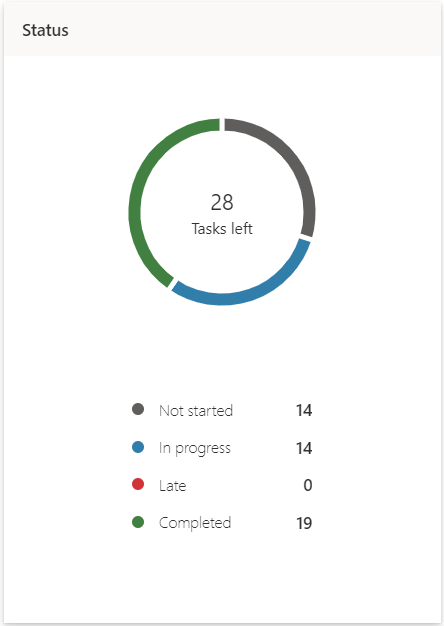 Status
28
Tasks left
Not started 14
In progress 14
Late 0
Completed 19